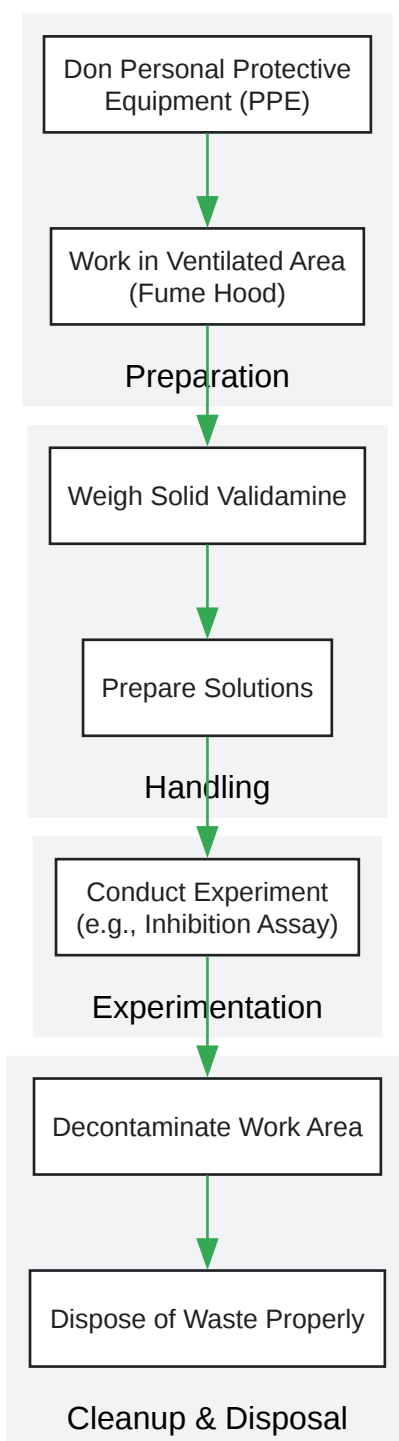 Don Personal Protective
Equipment (PPE)
Work in Ventilated Area
(Fume Hood)
Preparation
Weigh Solid Validamine
Prepare Solutions
Handling
Conduct Experiment
(e.g., Inhibition Assay)
Experimentation
Decontaminate Work Area
Dispose of Waste Properly
Cleanup & Disposal